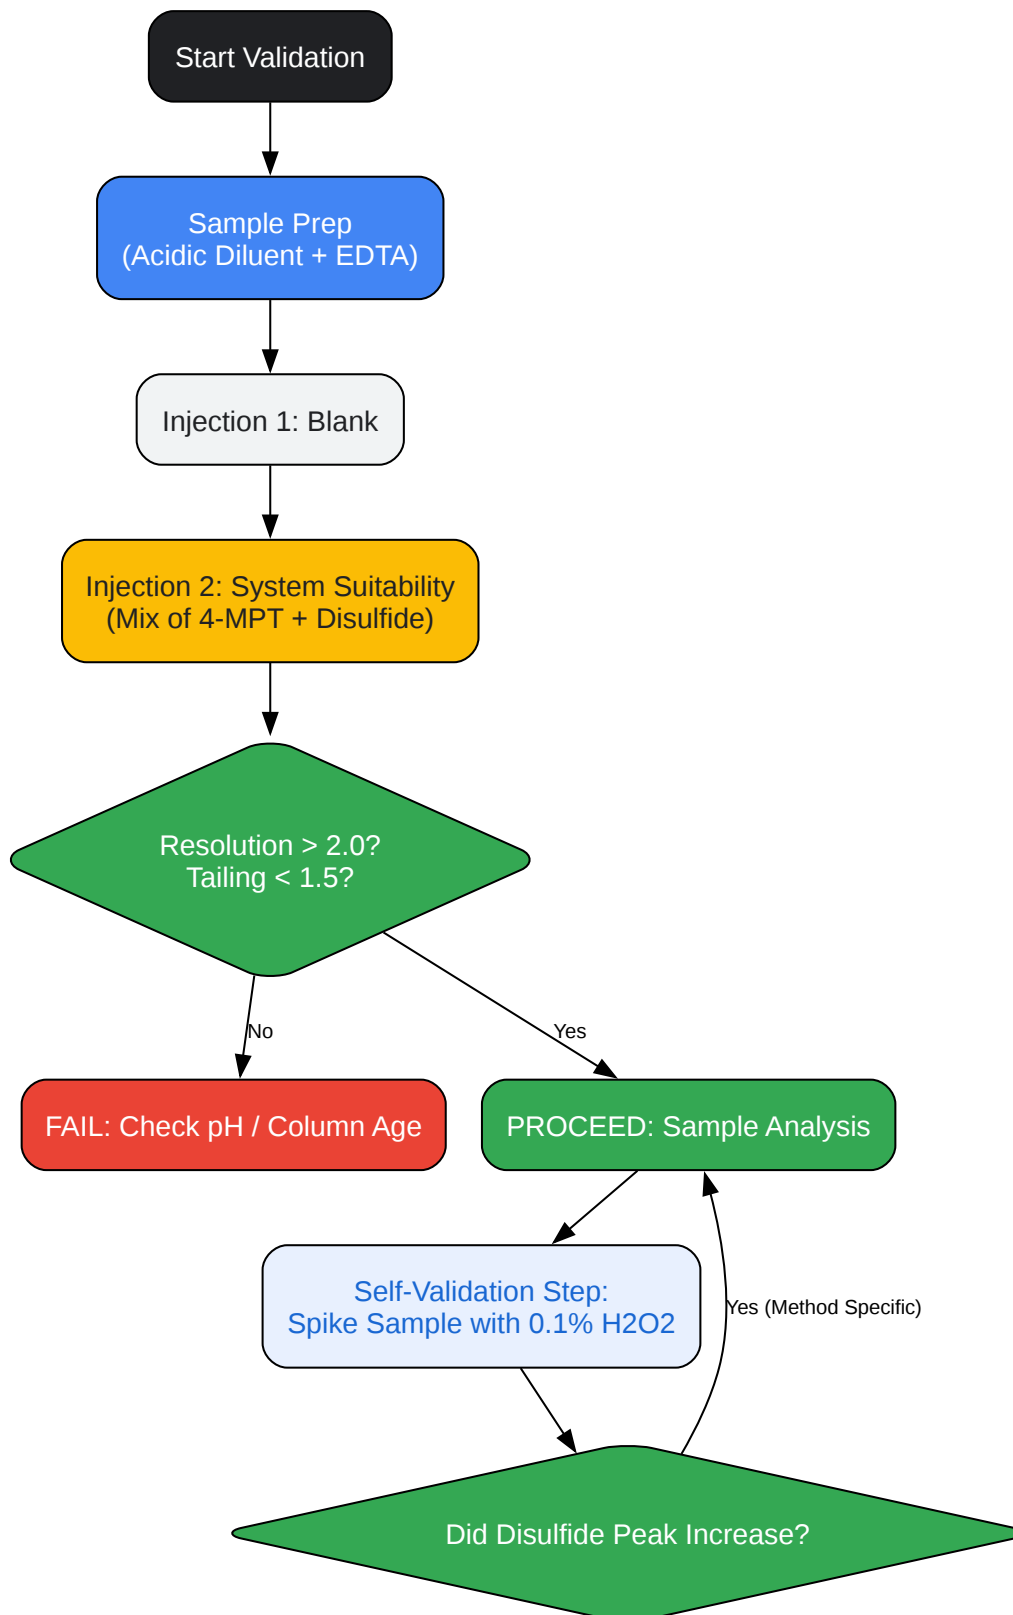 Start Validation
Sample Prep
(Acidic Diluent + EDTA)
Injection 1: Blank
Injection 2: System Suitability
(Mix of 4-MPT + Disulfide)
Resolution > 2.0?
Tailing < 1.5?
No
Yes
FAIL: Check pH / Column Age
PROCEED: Sample Analysis
Self-Validation Step:
Spike Sample with 0.1% H2O2
Yes (Method Specific)
Did Disulfide Peak Increase?